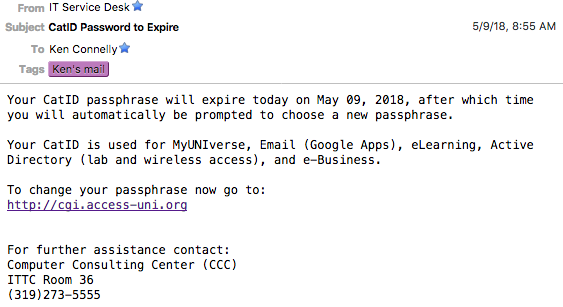 From IT Service Desk
Subject CatID Password to Expire 5/9/18, 8:55 AM
To Ken Connelly
Tags Ken's mail
Your CatID passphrase will expire today on May 09, 2018, after which time
you will automatically be prompted to choose a new passphrase.
Your CatID is used for MyUNIverse, Email (Google Apps), eLearning, Active
Directory (lab and wireless access), and e-Business.
To change your passphrase now go to:
http://cgi.access-uni.org
For further assistance contact:
Computer Consulting Center (CCC)
ITTC Room 36
(319)273-5555